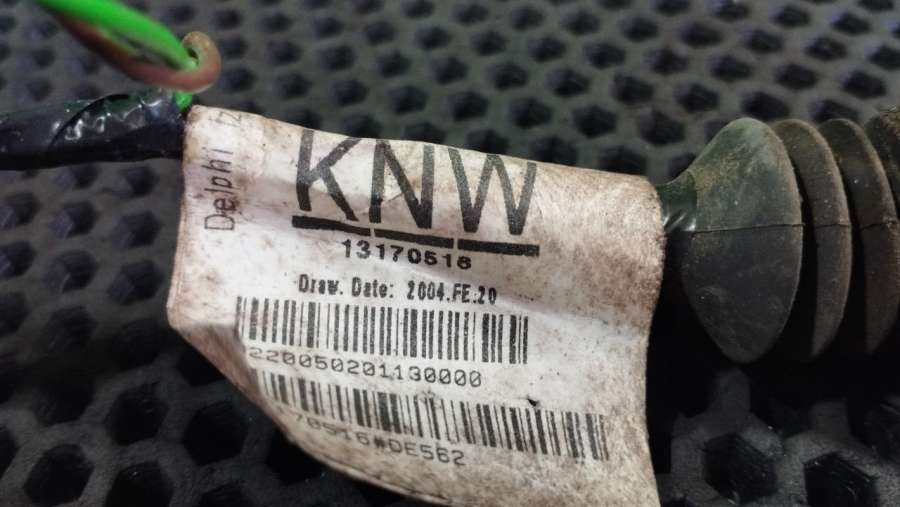 Delphi
KNW
13170516
Draw. Date: 2004.FE.20
220050201130000
70516#DE562